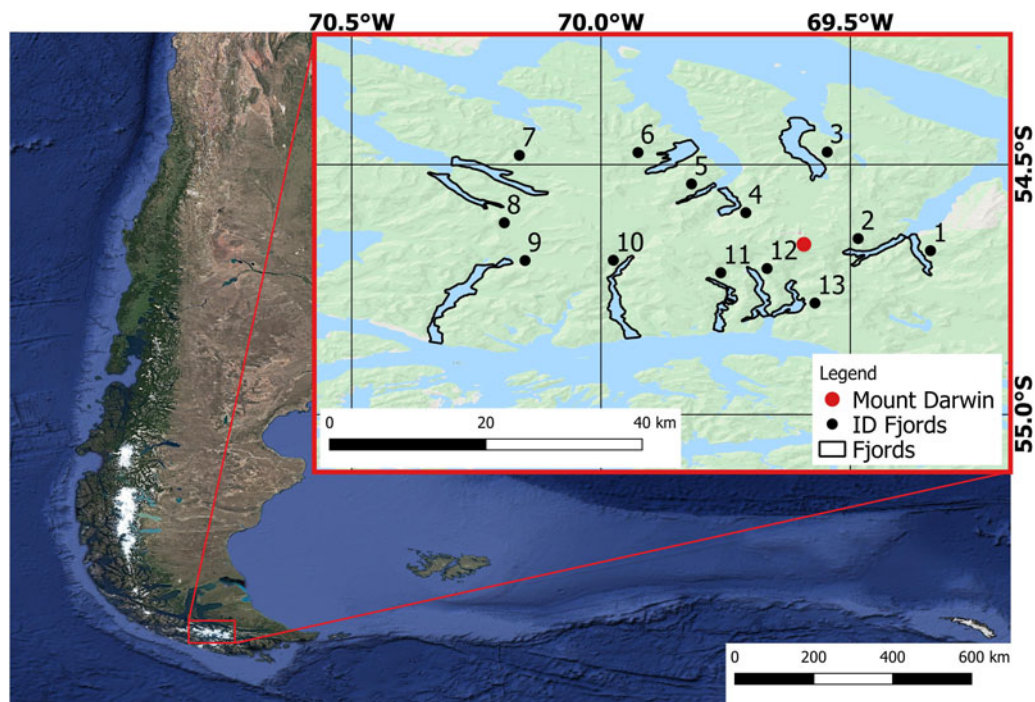 70.5°W 70.0°W 69.5°W
7 6 3
54.5°S
5
4
8 2
9 10 11 12 1
13
Legend
Mount Darwin
ID Fjords
Fjords
0 20 40 km
55.0°S
0 200 400 600 km